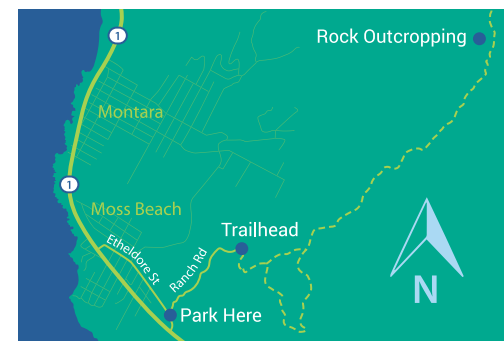 1
Rock Outcropping
Montara
1
Moss Beach
Etheldore St
Ranch Rd
Trailhead
N
Park Here